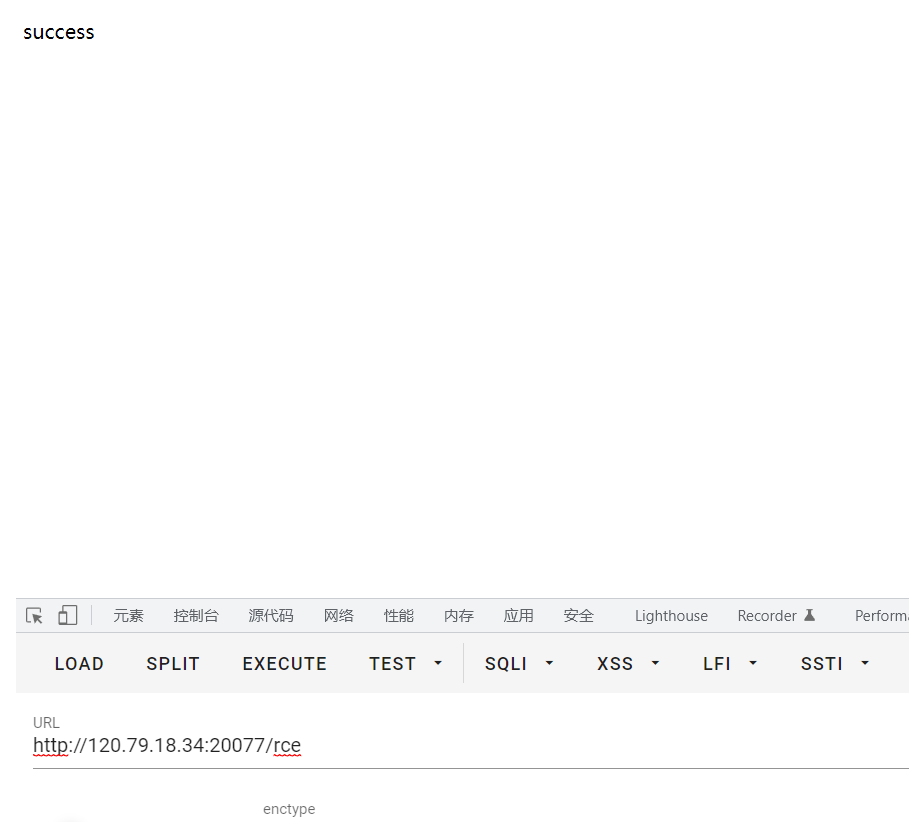 success
元素 控制台 源代码 网络 性能 内存 应用 安全 Lighthouse Recorder Performa
LOAD SPLIT EXECUTE TEST SQLI XSS LFI SSTI
URL
http://120.79.18.34:20077/rce
enctype